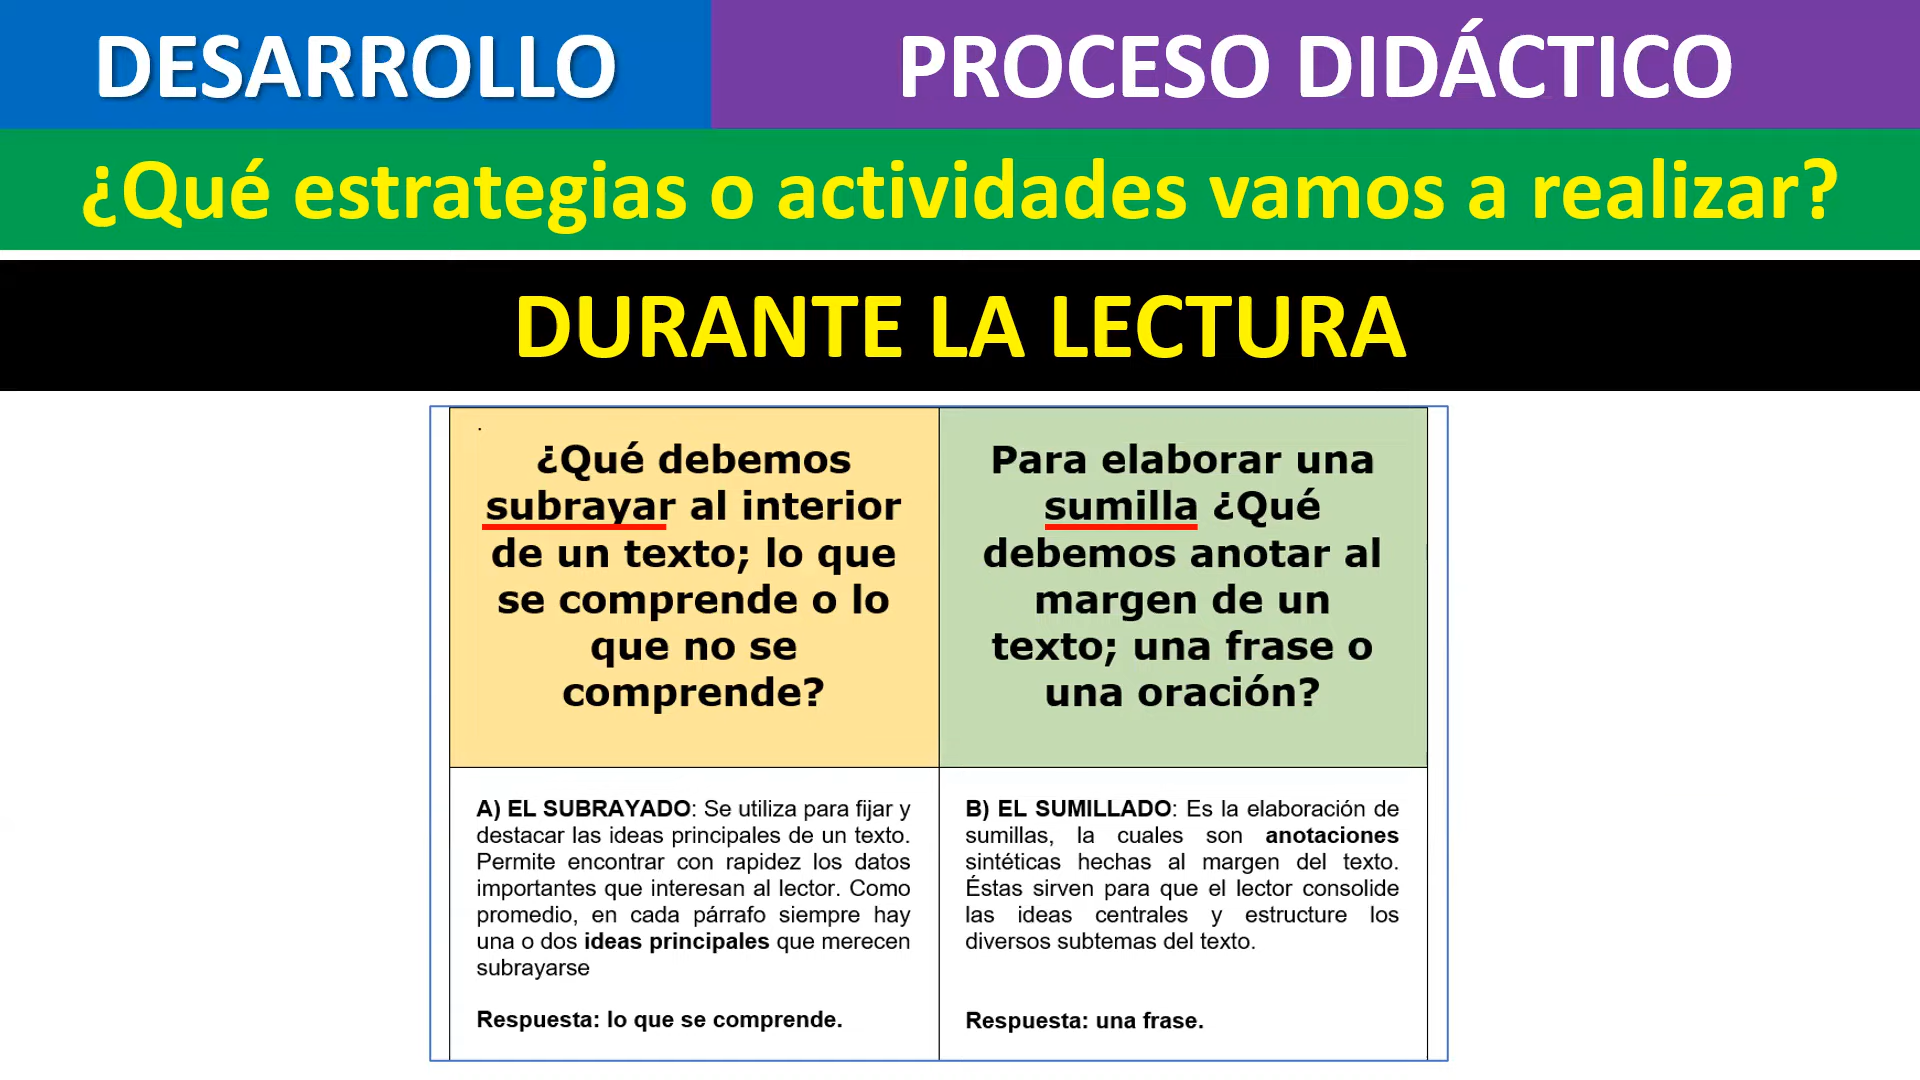 DESARROLLO
PROCESO DIDÁCTICO
¿Qué estrategias o actividades vamos a realizar?
DURANTE LA LECTURA
¿Qué debemos
subrayar al interior
de un texto; lo que
se comprende o lo
que no se
comprende?
Para elaborar una
sumilla ¿Qué
debemos anotar al
margen de un
texto; una frase o
una oración?
A) EL SUBRAYADO: Se utiliza para fijar y
destacar las ideas principales de un texto.
Permite encontrar con rapidez los datos
importantes que interesan al lector. Como
promedio, en cada párrafo siempre hay
una o dos ideas principales que merecen
subrayarse
Respuesta: lo que se comprende.
B) EL SUMILLADO: Es la elaboración de
sumillas, la cuales son anotaciones
sintéticas hechas al margen del texto.
Éstas sirven para que el lector consolide
las ideas centrales y estructure los
diversos subtemas del texto.
Respuesta: una frase.